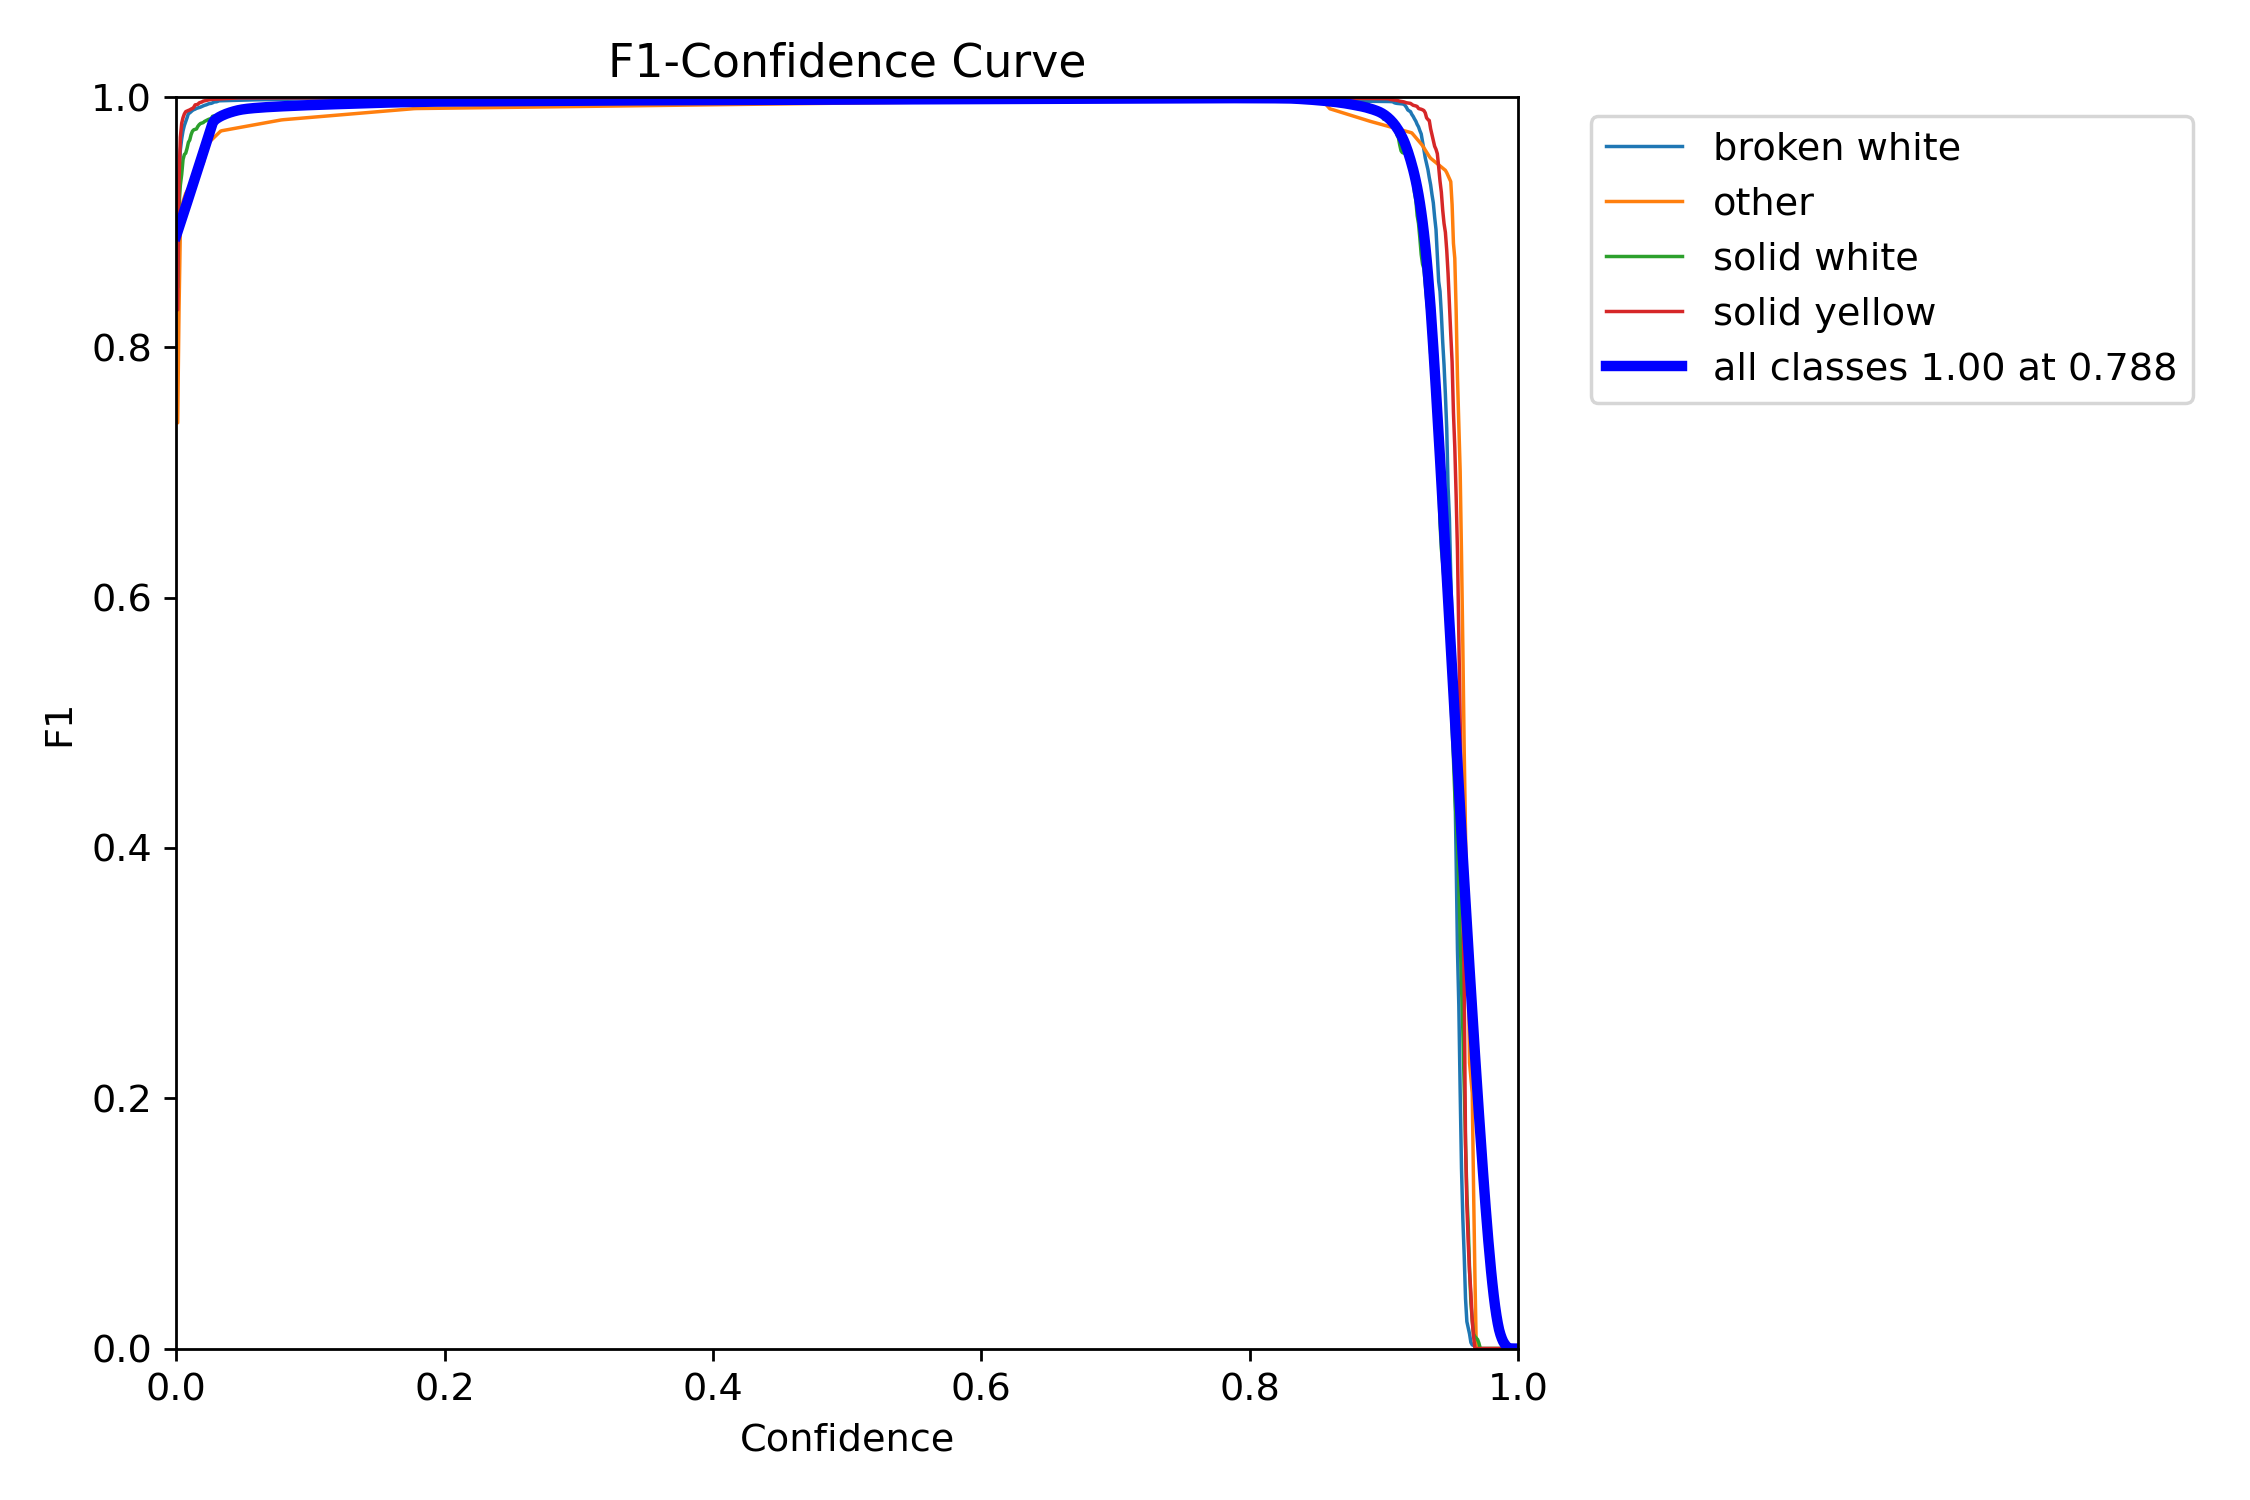 F1-Confidence Curve
1.0
0.8
0.6
0.4
0.2
0.0
F1
0.0 0.2 0.4 0.6 0.8 1.0
Confidence
broken white
other
solid white
solid yellow
all classes 1.00 at 0.788